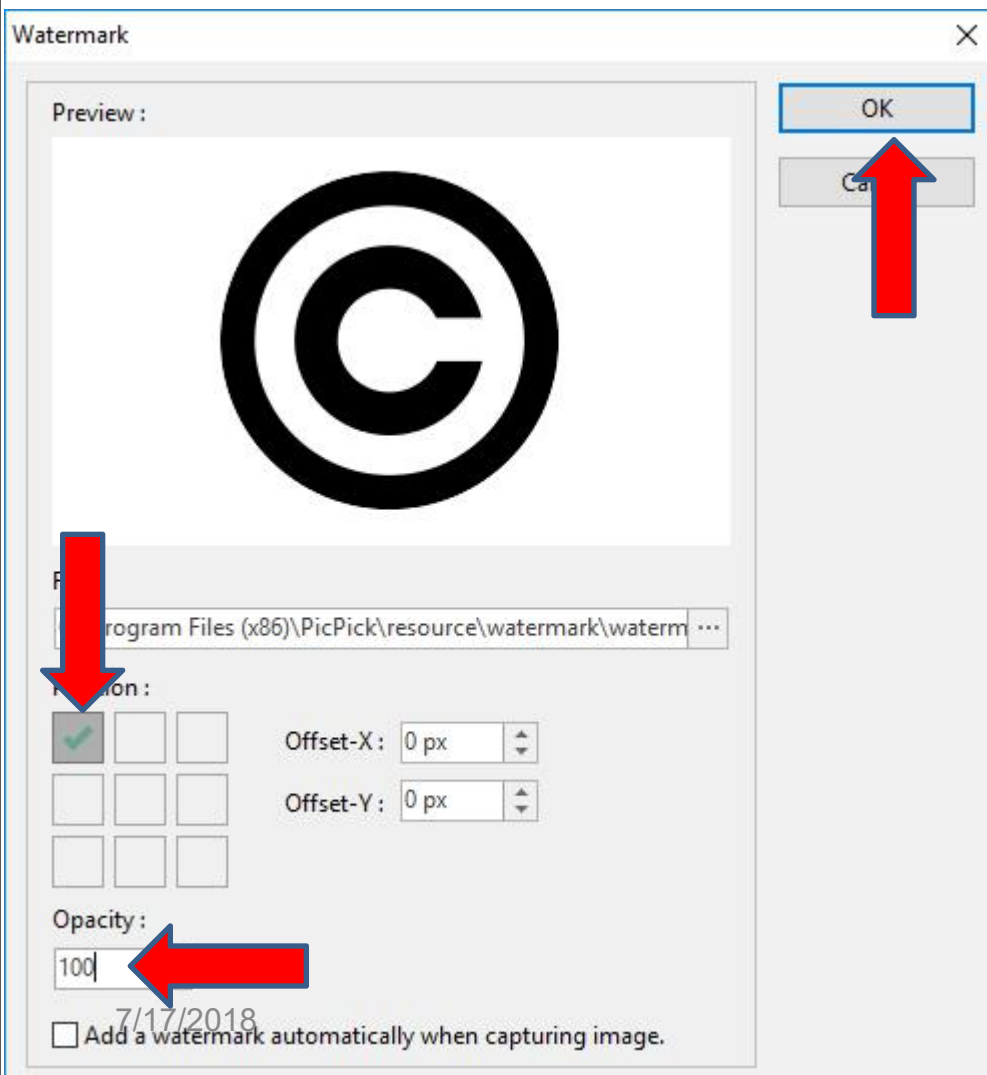 Watermark
Preview :
OK
©
rogram Files (x86)\PicPick\resource\watermark\waterm ...
Offset-X : 0 px
Offset-Y : 0 px
Opacity :
100
7/17/2018
Add a watermark automatically when capturing image.